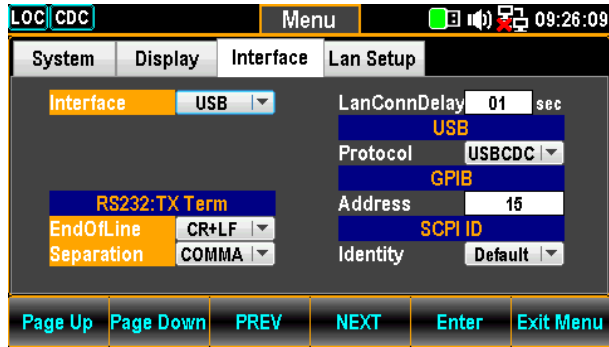 LOC CDC Menu 09:26:09
System Display Interface Lan Setup
Interface USB LanConnDelay 01 sec
USB
Protocol USBCDC
GPIB
RS232:TX Term Address 15
EndOfLine CR+LF SCPI ID
Separation COMMA Identity Default
Page Up Page Down PREV NEXT Enter Exit Menu